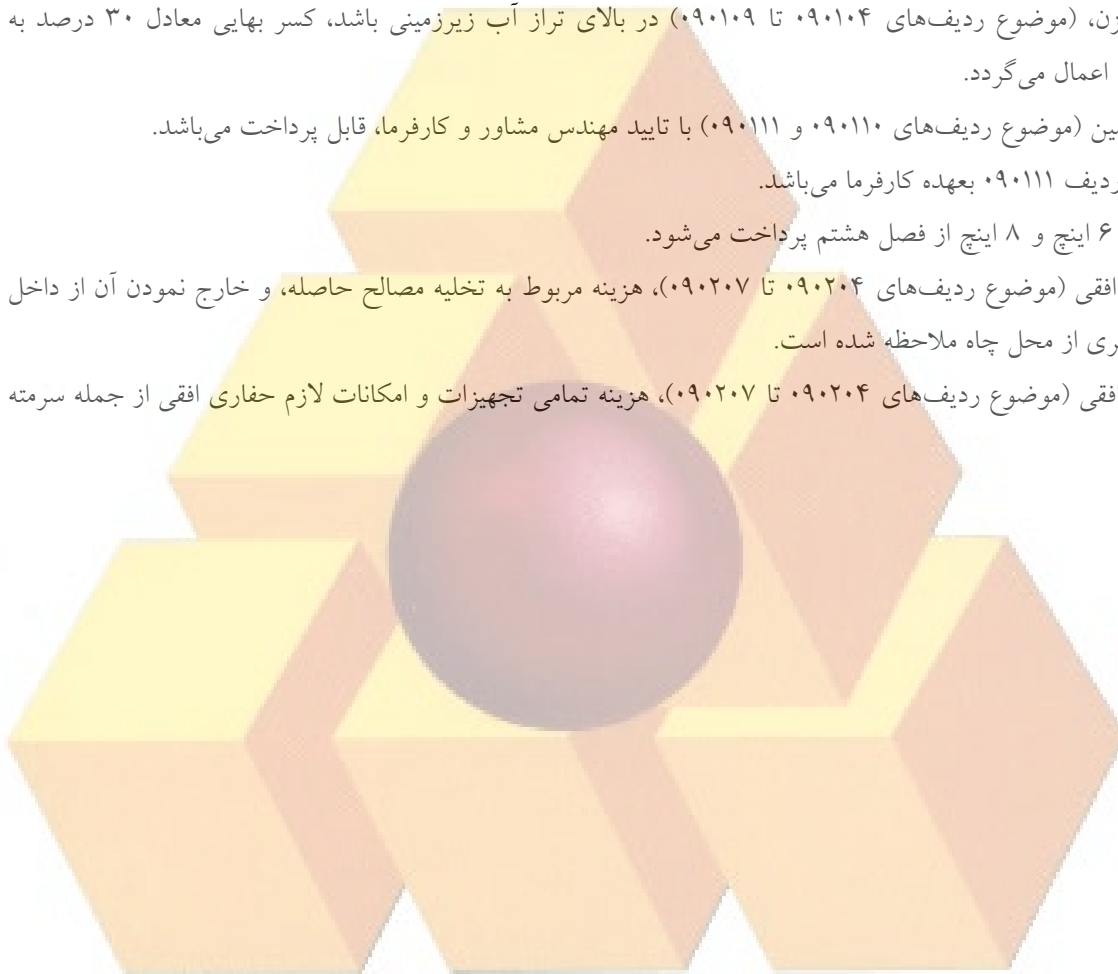 زن، (موضوع ردیف‌های ۰۹۰۱۰۴ تا ۰۹۰۱۰۹) در بالای تراز آب زیرزمینی باشد، کسر بهایی معادل ۳۰ درصد به
اعمال می‌گردد.
مین (موضوع ردیف‌های ۰۹۰۱۱۰ و ۰۹۰۱۱۱) با تایید مهندس مشاور و کارفرما، قابل پرداخت می‌باشد.
ردیف ۰۹۰۱۱۱ بعهده کارفرما می‌باشد.
۶ اینچ و ۸ اینچ از فصل هشتم پرداخت می‌شود.
افقی (موضوع ردیف‌های ۰۹۰۲۰۴ تا ۰۹۰۲۰۷)، هزینه مربوط به تخلیه مصالح حاصله، و خارج نمودن آن از داخل
ری از محل چاه ملاحظه شده است.
فقی (موضوع ردیف‌های ۰۹۰۲۰۴ تا ۰۹۰۲۰۷)، هزینه تمامی تجهیزات و امکانات لازم حفاری افقی از جمله سرمته